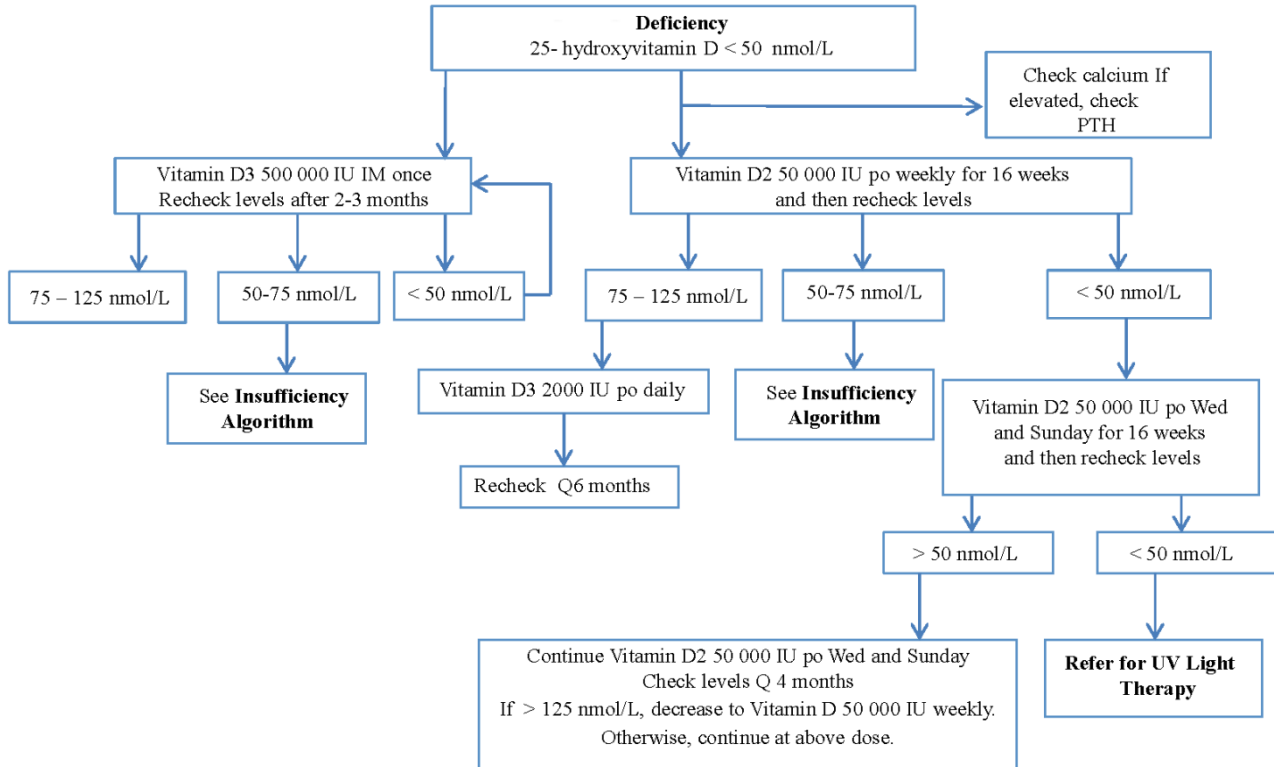 Deficiency
25- hydroxyvitamin D < 50 nmol/L
Check calcium If
elevated, check
PTH
Vitamin D3 500 000 IU IM once
Recheck levels after 2-3 months
Vitamin D2 50 000 IU po weekly for 16 weeks
and then recheck levels
75 – 125 nmol/L
50-75 nmol/L
< 50 nmol/L
75 – 125 nmol/L
50-75 nmol/L
< 50 nmol/L
See Insufficiency
Algorithm
Vitamin D3 2000 IU po daily
See Insufficiency
Algorithm
Vitamin D2 50 000 IU po Wed
and Sunday for 16 weeks
and then recheck levels
Recheck Q6 months
> 50 nmol/L
< 50 nmol/L
Continue Vitamin D2 50 000 IU po Wed and Sunday
Check levels Q 4 months
If > 125 nmol/L, decrease to Vitamin D 50 000 IU weekly.
Otherwise, continue at above dose.
Refer for UV Light
Therapy